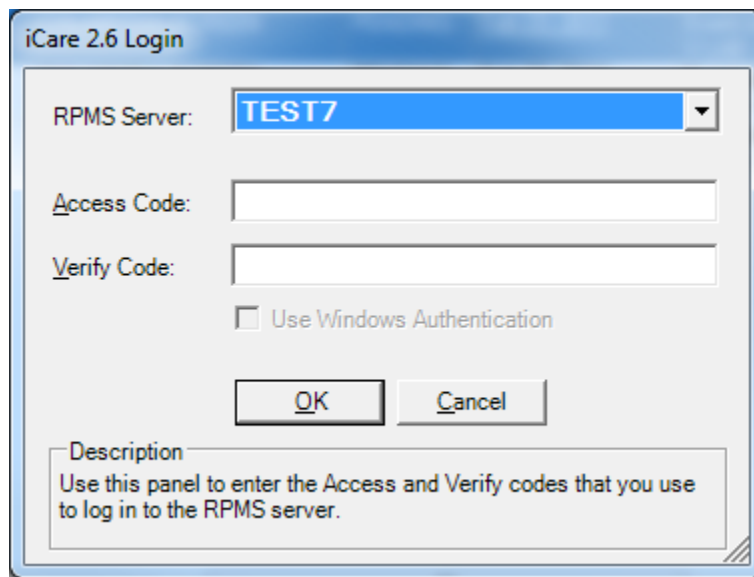 iCare 2.6 Login
RPMS Server: TEST7
Access Code:
Verify Code:
Use Windows Authentication
OK Cancel
Description
Use this panel to enter the Access and Verify codes that you use
to log in to the RPMS server.